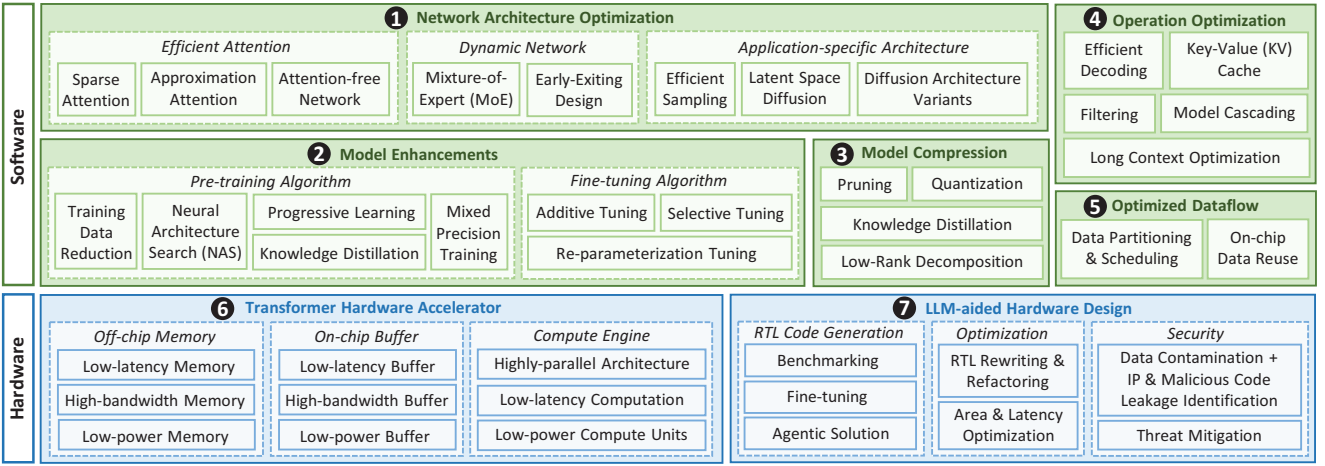 Software
1 Network Architecture Optimization
Efficient Attention
Sparse
Attention
Approximation
Attention
Attention-free
Network
Dynamic Network
Mixture-of-
Expert (MoE)
Early-Exiting
Design
Application-specific Architecture
Efficient
Sampling
Latent Space
Diffusion
Diffusion Architecture
Variants
2 Model Enhancements
Pre-training Algorithm
Training
Data
Reduction
Neural
Architecture
Search (NAS)
Progressive Learning
Knowledge Distillation
Mixed
Precision
Training
Fine-tuning Algorithm
Additive Tuning
Selective Tuning
Re-parameterization Tuning
3 Model Compression
Pruning
Quantization
Knowledge Distillation
Low-Rank Decomposition
4 Operation Optimization
Efficient
Decoding
Key-Value (KV)
Cache
Filtering
Model Cascading
Long Context Optimization
5 Optimized Dataflow
Data Partitioning
& Scheduling
On-chip
Data Reuse
Hardware
6 Transformer Hardware Accelerator
Off-chip Memory
Low-latency Memory
High-bandwidth Memory
Low-power Memory
On-chip Buffer
Low-latency Buffer
High-bandwidth Buffer
Low-power Buffer
Compute Engine
Highly-parallel Architecture
Low-latency Computation
Low-power Compute Units
7 LLM-aided Hardware Design
RTL Code Generation
Benchmarking
Fine-tuning
Agentic Solution
Optimization
RTL Rewriting &
Refactoring
Area & Latency
Optimization
Security
Data Contamination +
IP & Malicious Code
Leakage Identification
Threat Mitigation